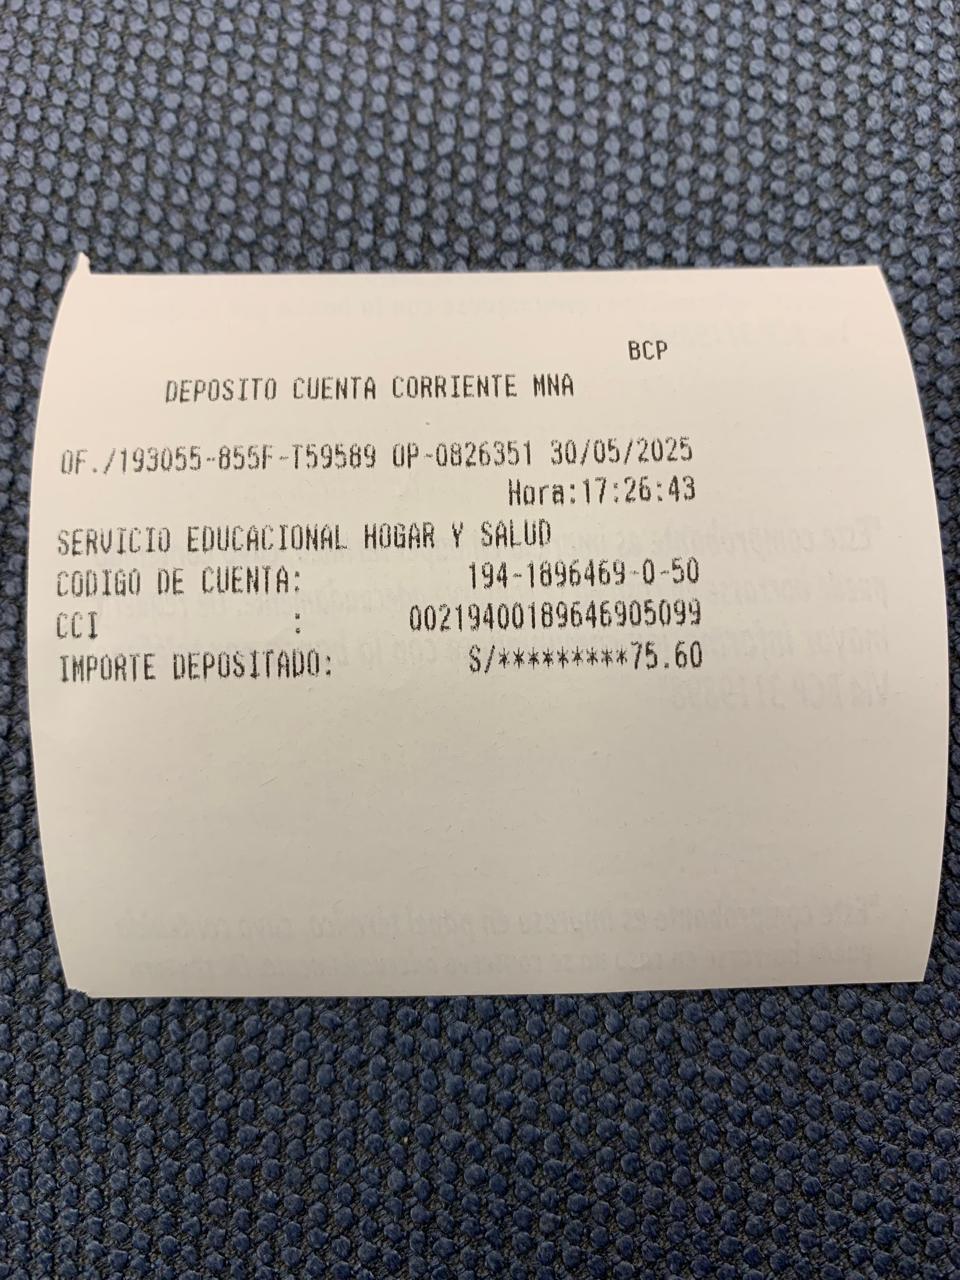 BCP
DEPOSITO CUENTA CORRIENTE MNA
OF./193055-855F-T59589 OP-0826351 30/05/2025
Hora:17:26:43
SERVICIO EDUCACIONAL HOGAR Y SALUD
CODIGO DE CUENTA: 194-1896469-0-50
CCI : 00219400189646905099
IMPORTE DEPOSITADO: S/*********75.60